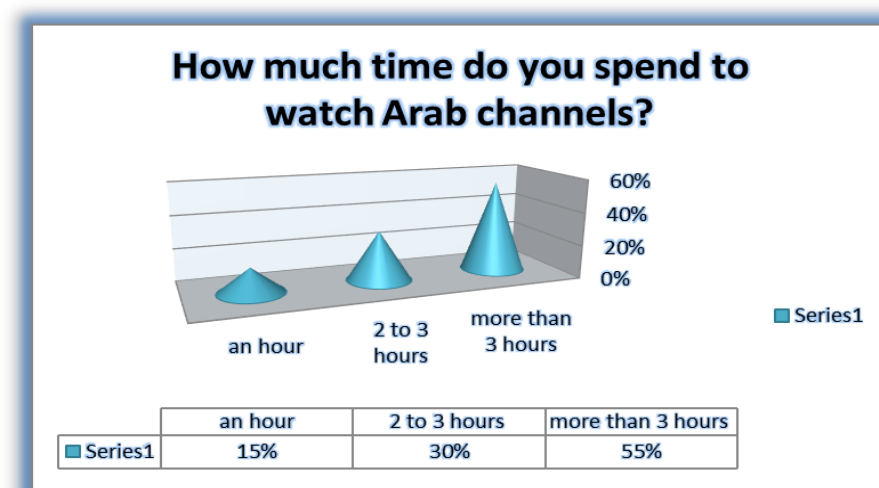 How much time do you spend to
watch Arab channels?
60%
40%
20%
0%
an hour
2 to 3
hours
more than
3 hours
Series1
an hour 2 to 3 hours more than 3 hours
Series1 15% 30% 55%